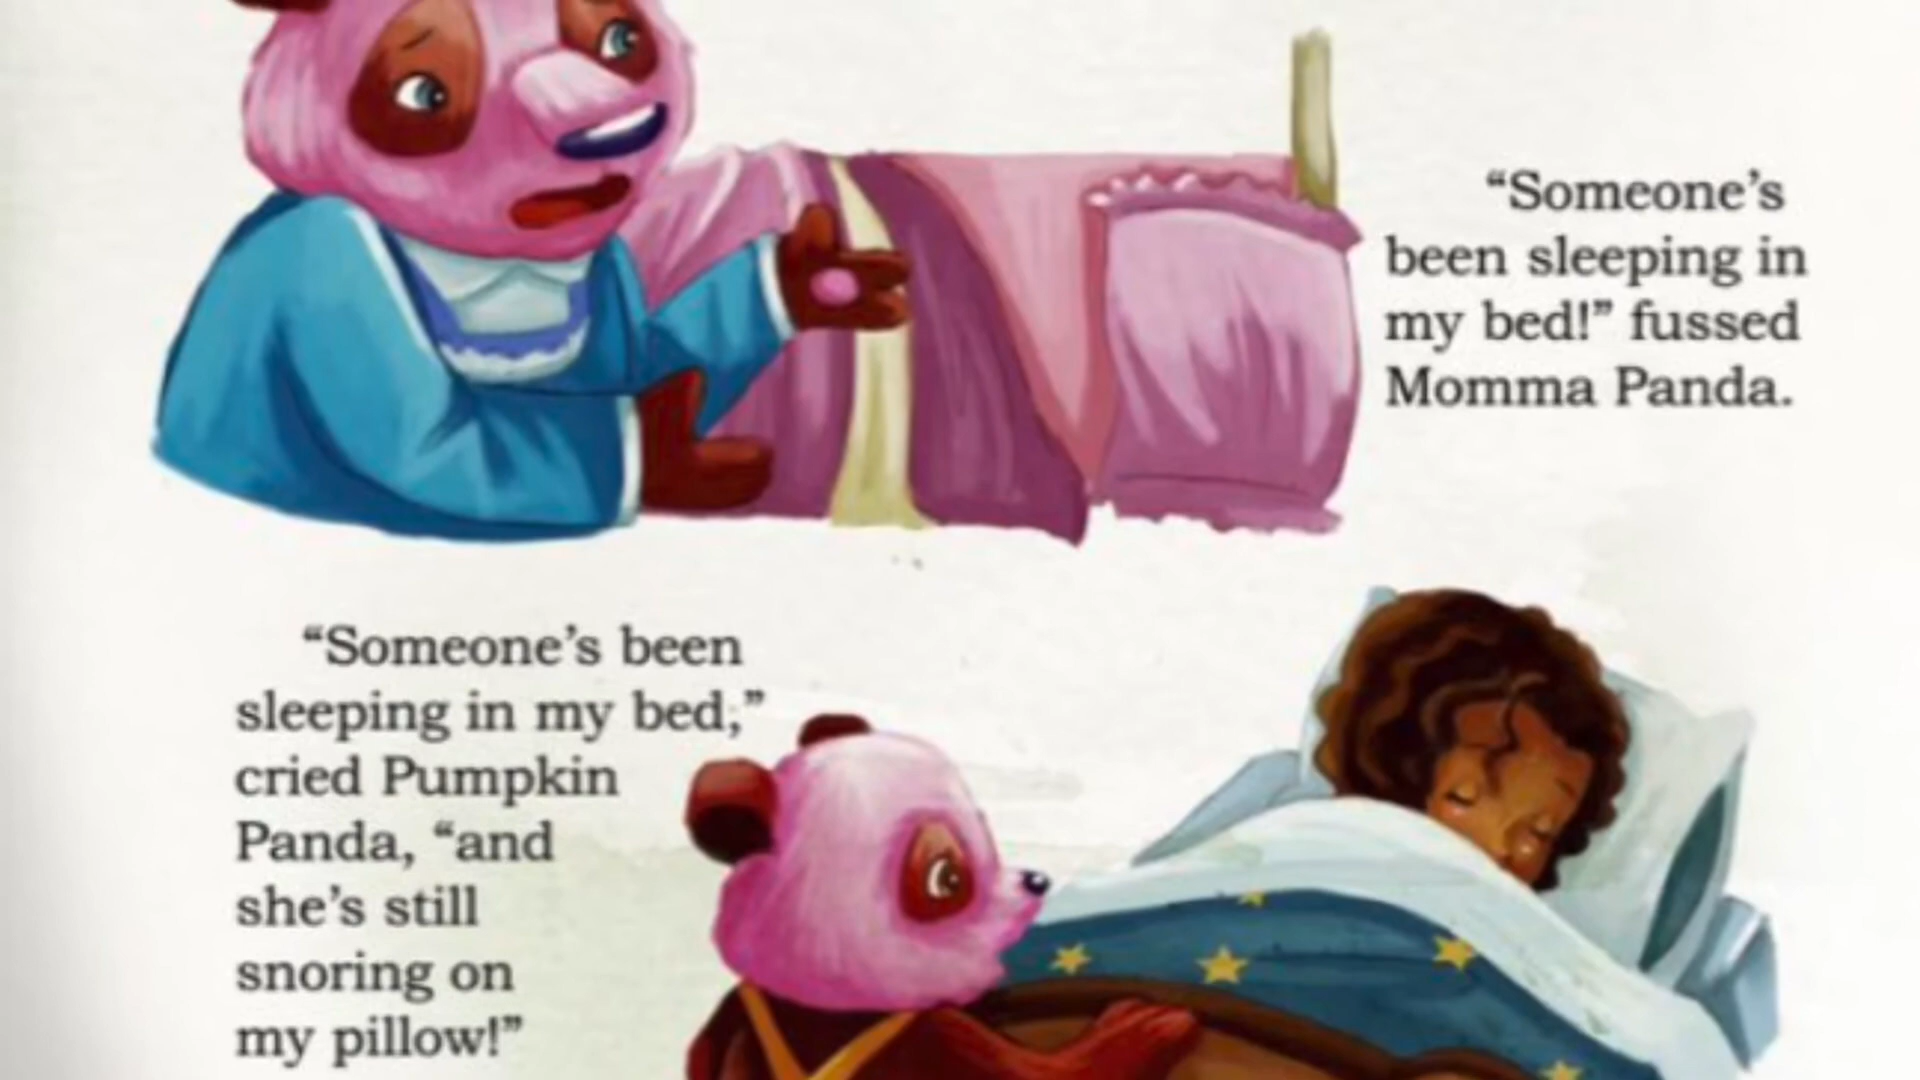 “Someone’s
been sleeping in
my bed!” fussed
Momma Panda.
“Someone’s been
sleeping in my bed,”
cried Pumpkin
Panda, “and
she’s still
snoring on
my pillow!”